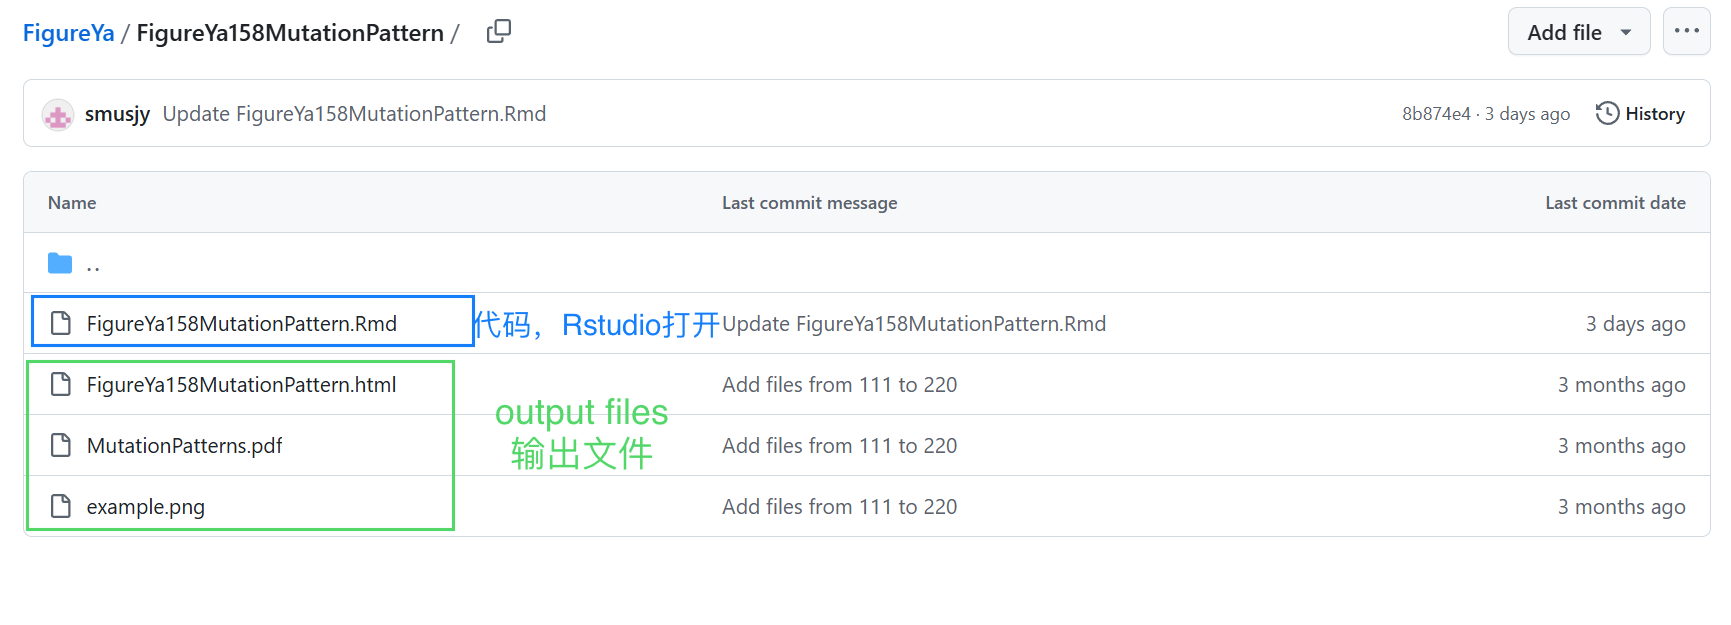 FigureYa / FigureYa158MutationPattern /
Add file
smusjy Update FigureYa158MutationPattern.Rmd
8b874e4 · 3 days ago
History
Name Last commit message Last commit date
..
FigureYa158MutationPattern.Rmd 代码，Rstudio打开 Update FigureYa158MutationPattern.Rmd 3 days ago
FigureYa158MutationPattern.html Add files from 111 to 220 3 months ago
output files
MutationPatterns.pdf Add files from 111 to 220 3 months ago
输出文件
example.png Add files from 111 to 220 3 months ago